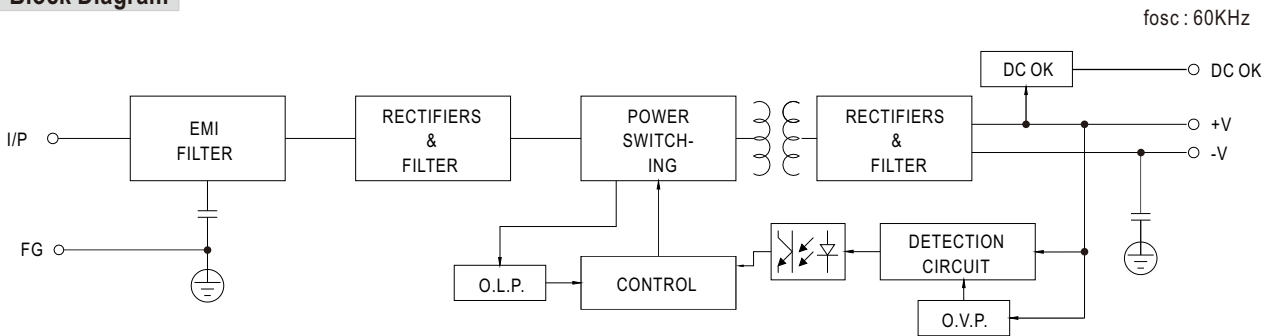 Block Diagram
fosc : 60KHz
DC OK
DC OK
I/P
EMI
FILTER
RECTIFIERS
&
FILTER
POWER
SWITCH-
ING
RECTIFIERS
&
FILTER
+V
-V
FG
O.L.P.
CONTROL
DETECTION
CIRCUIT
O.V.P.